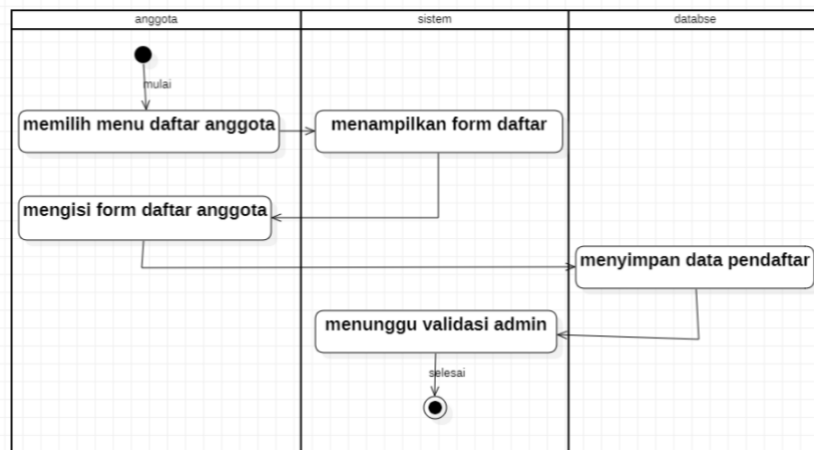 anggota
sistem
databse
mulai
memilih menu daftar anggota
menampilkan form daftar
mengisi form daftar anggota
menyimpan data pendaftar
menunggu validasi admin
selesai